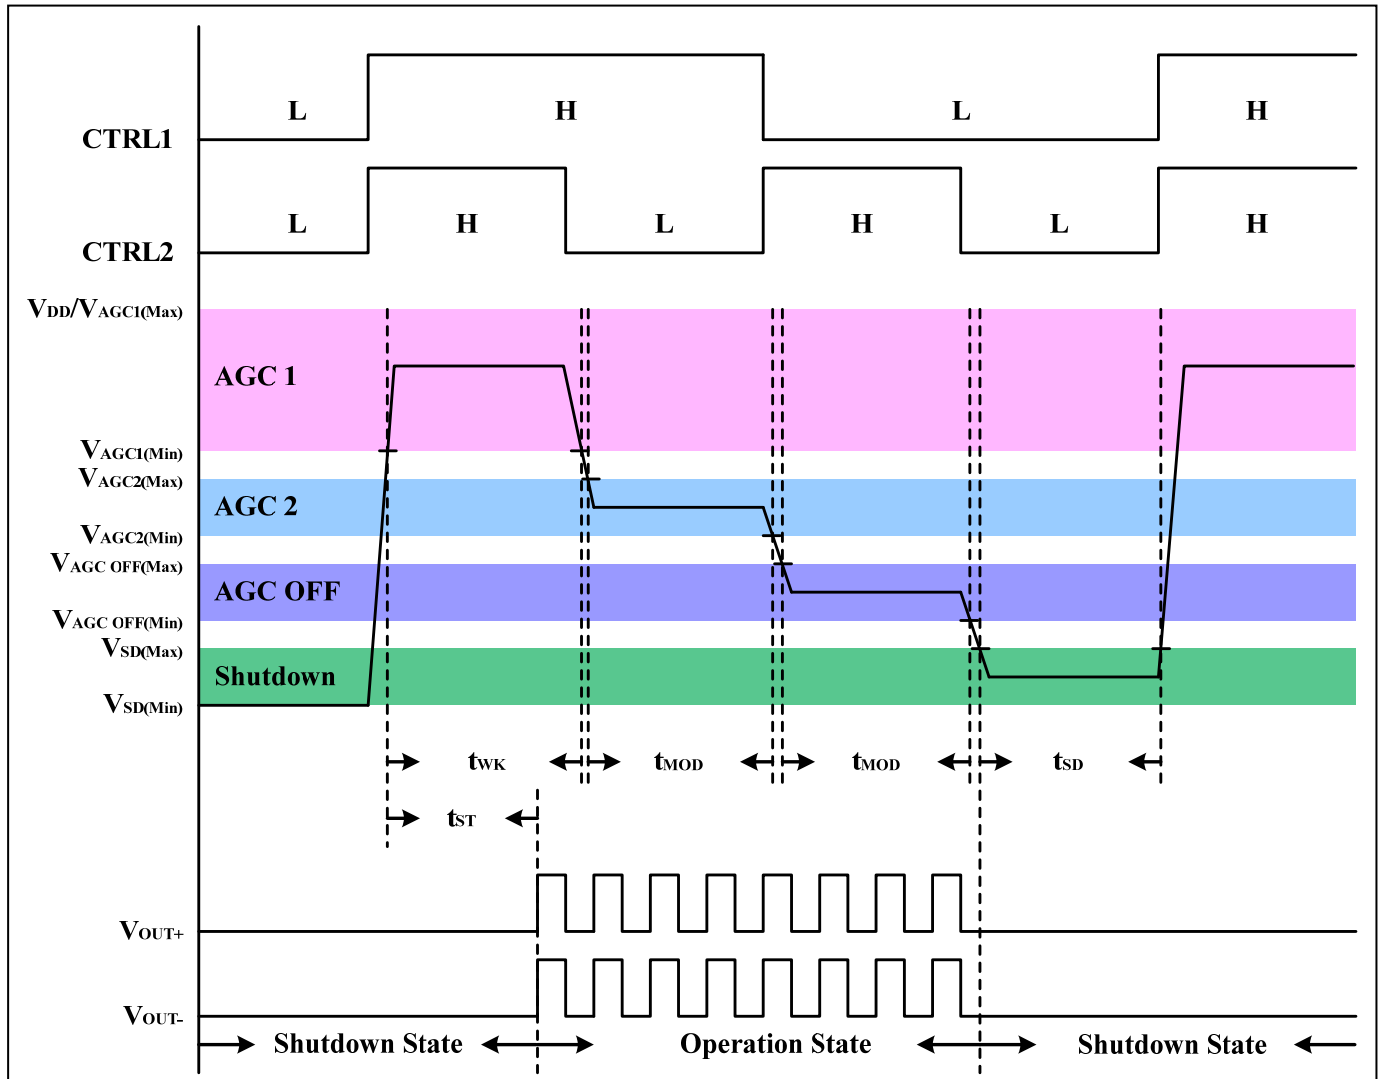 L H L H
CTRL1
L H L H L H
CTRL2
VDD/VAGC1(Max)
AGC 1
VAGC1(Min)
VAGC2(Max)
AGC 2
VAGC2(Min)
VAGC OFF(Max)
AGC OFF
VAGC OFF(Min)
VSD(Max)
Shutdown
VSD(Min)
tWK tMOD tMOD tSD
tST
VOUT+
VOUT-
Shutdown State Operation State Shutdown State